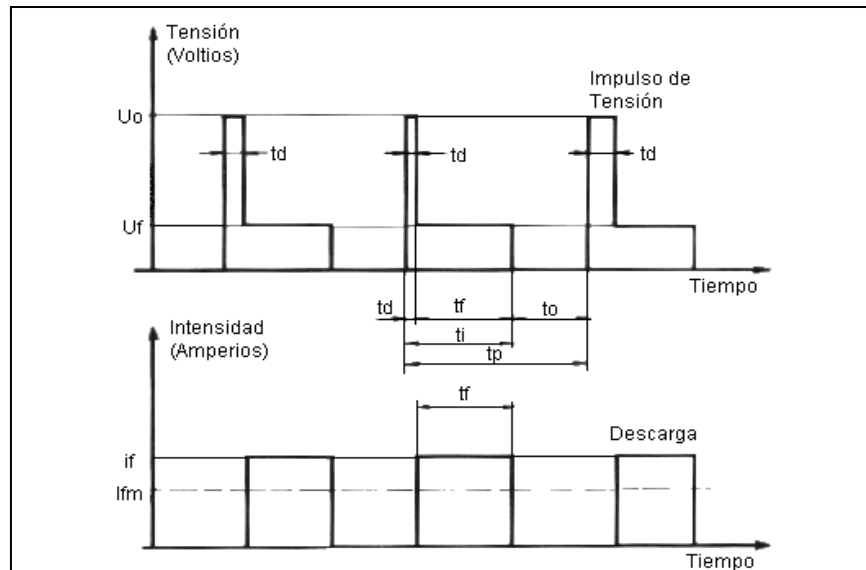 Tensión
(Voltios)
Impulso de
Tensión
Uo
td
td
td
Uf
Tiempo
td
tf
to
ti
tp
Intensidad
(Amperios)
tf
Descarga
if
Ifm
Tiempo